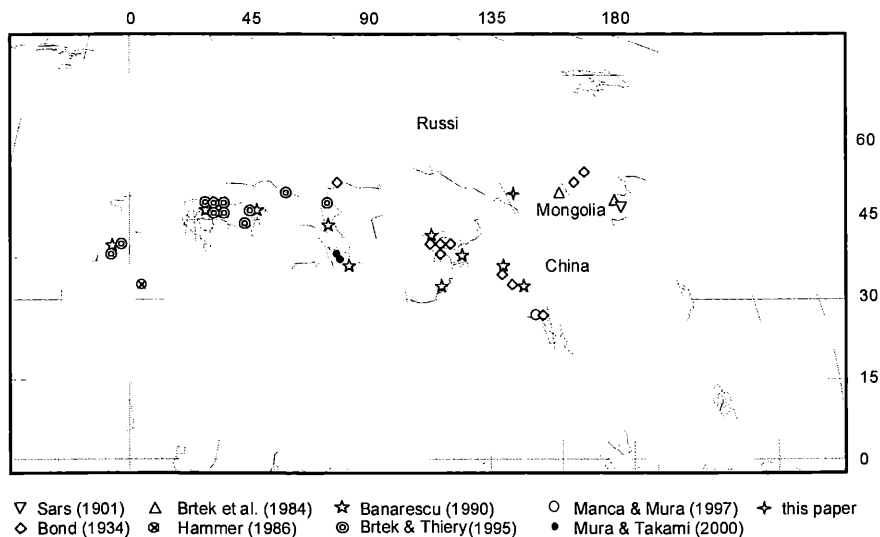 0 45 90 135 180
Russi
60
Mongolia
45
China
30
15
0
Sars (1901) Brtek et al. (1984) Banarescu (1990) Manca & Mura (1997) this paper
Bond (1934) Hammer (1986) Brtek & Thiery (1995) Mura & Takami (2000)